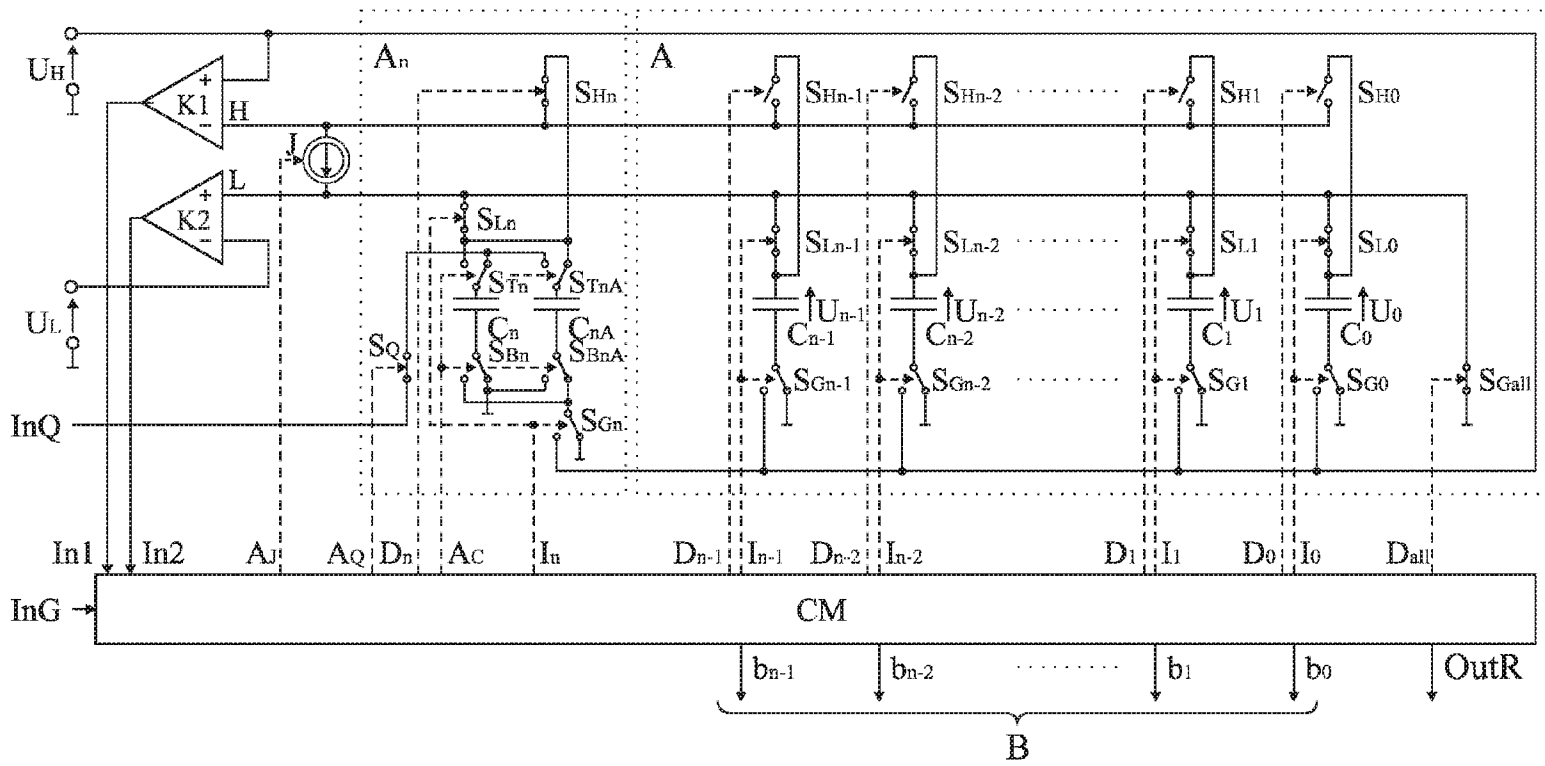 An A
UH K1 + − H SHn SHn-1 SHn-2 SH1 SH0
J
K2 + − L SLn SLn-1 SLn-2 SL1 SL0
STn STnA
UL Cn CnA Un-1 Un-2 U1 U0
Cn-1 Cn-2 C1 C0
SQ SBn SBnA SGn-1 SGn-2 SG1 SG0 SGall
InQ SGn
In1 In2 AJ AQ Dn AC In Dn-1 In-1 Dn-2 In-2 D1 I1 D0 I0 Dall
InG CM
bn-1 bn-2 b1 b0 OutR
B